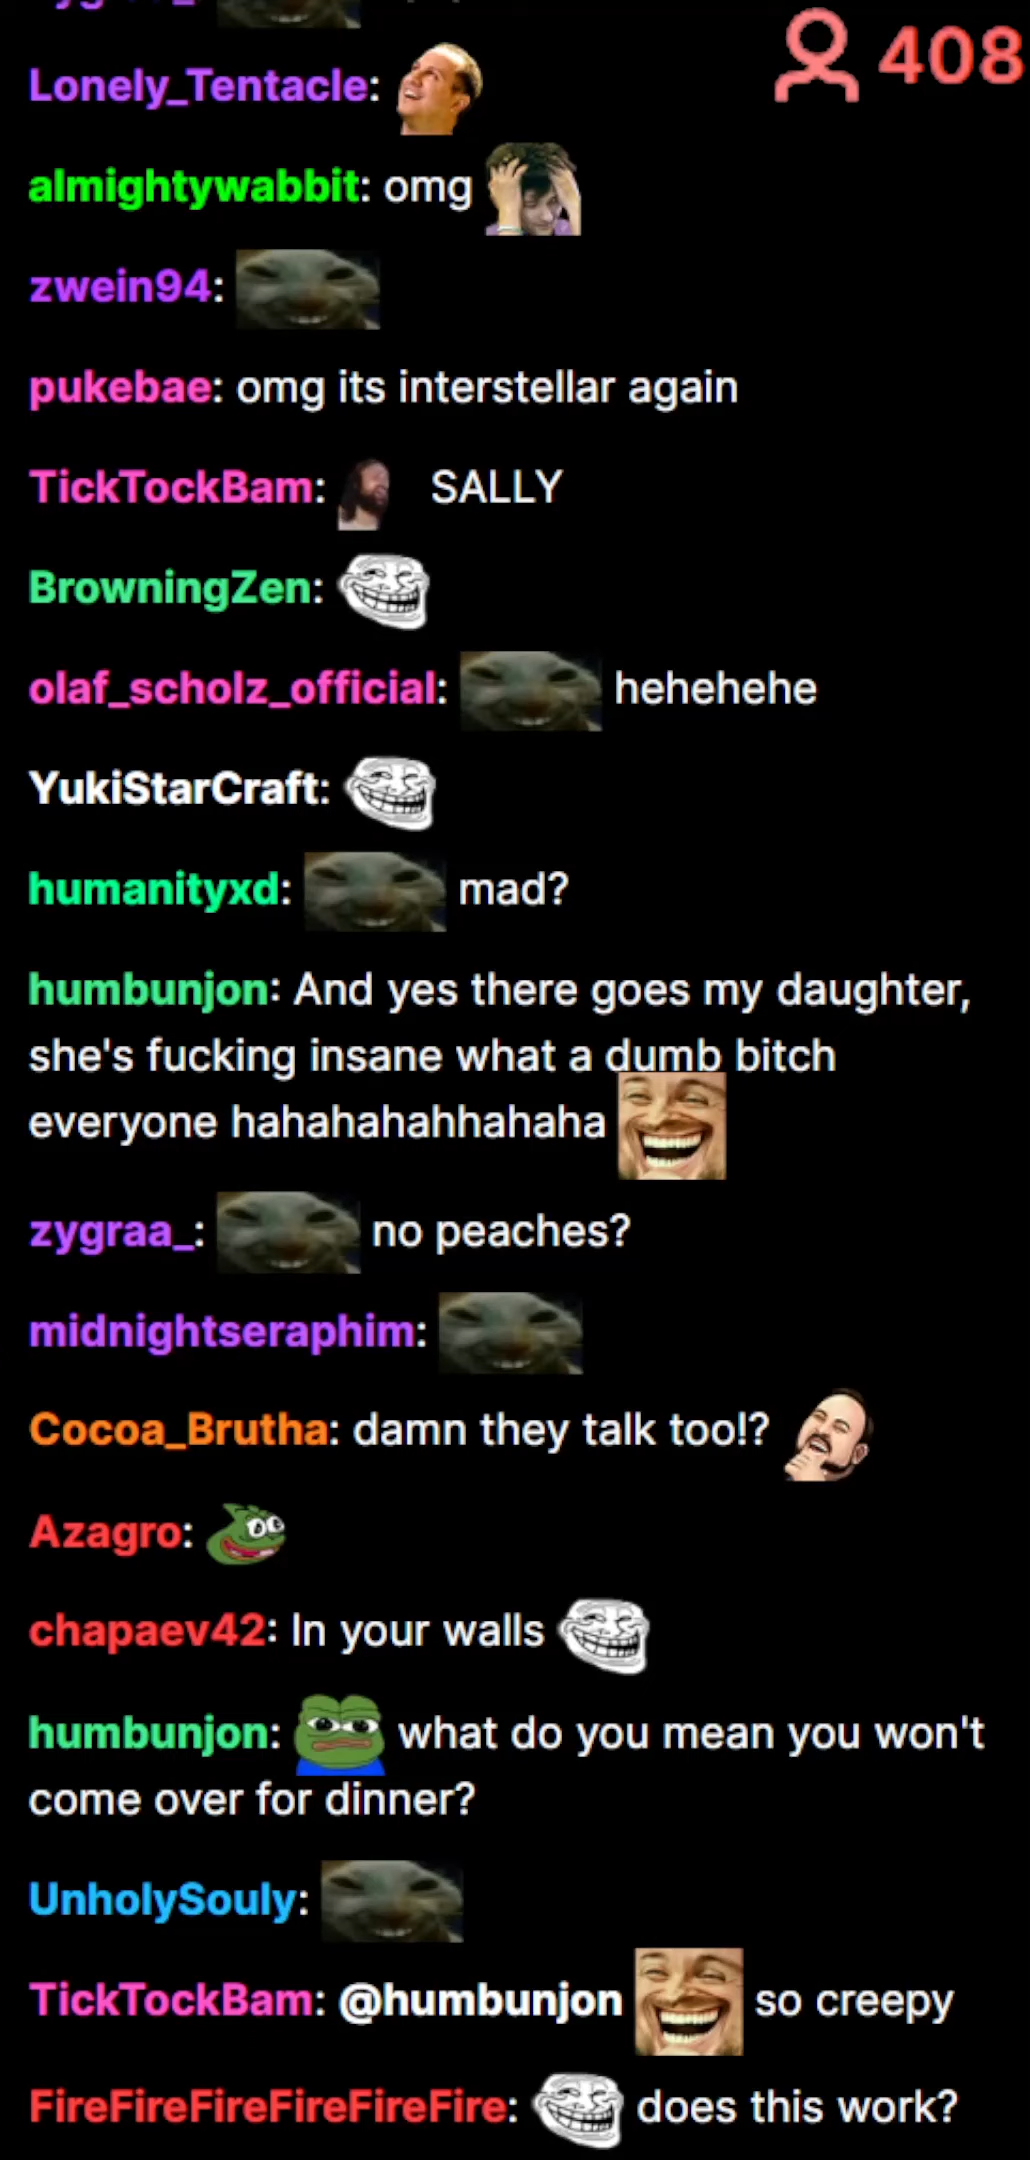 408
Lonely_Tentacle:
almightywabbit: omg
zwein94:
pukebae: omg its interstellar again
TickTockBam: SALLY
BrowningZen:
olaf_scholz_official: hehehehe
YukiStarCraft:
humanityxd: mad?
humbunjon: And yes there goes my daughter,
she's fucking insane what a dumb bitch
everyone hahahahahhahaha
zygraa_: no peaches?
midnightseraphim:
Cocoa_Brutha: damn they talk too!?
Azagro:
chapaev42: In your walls
humbunjon: what do you mean you won't
come over for dinner?
UnholySouly:
TickTockBam: @humbunjon so creepy
FireFireFireFireFireFire: does this work?